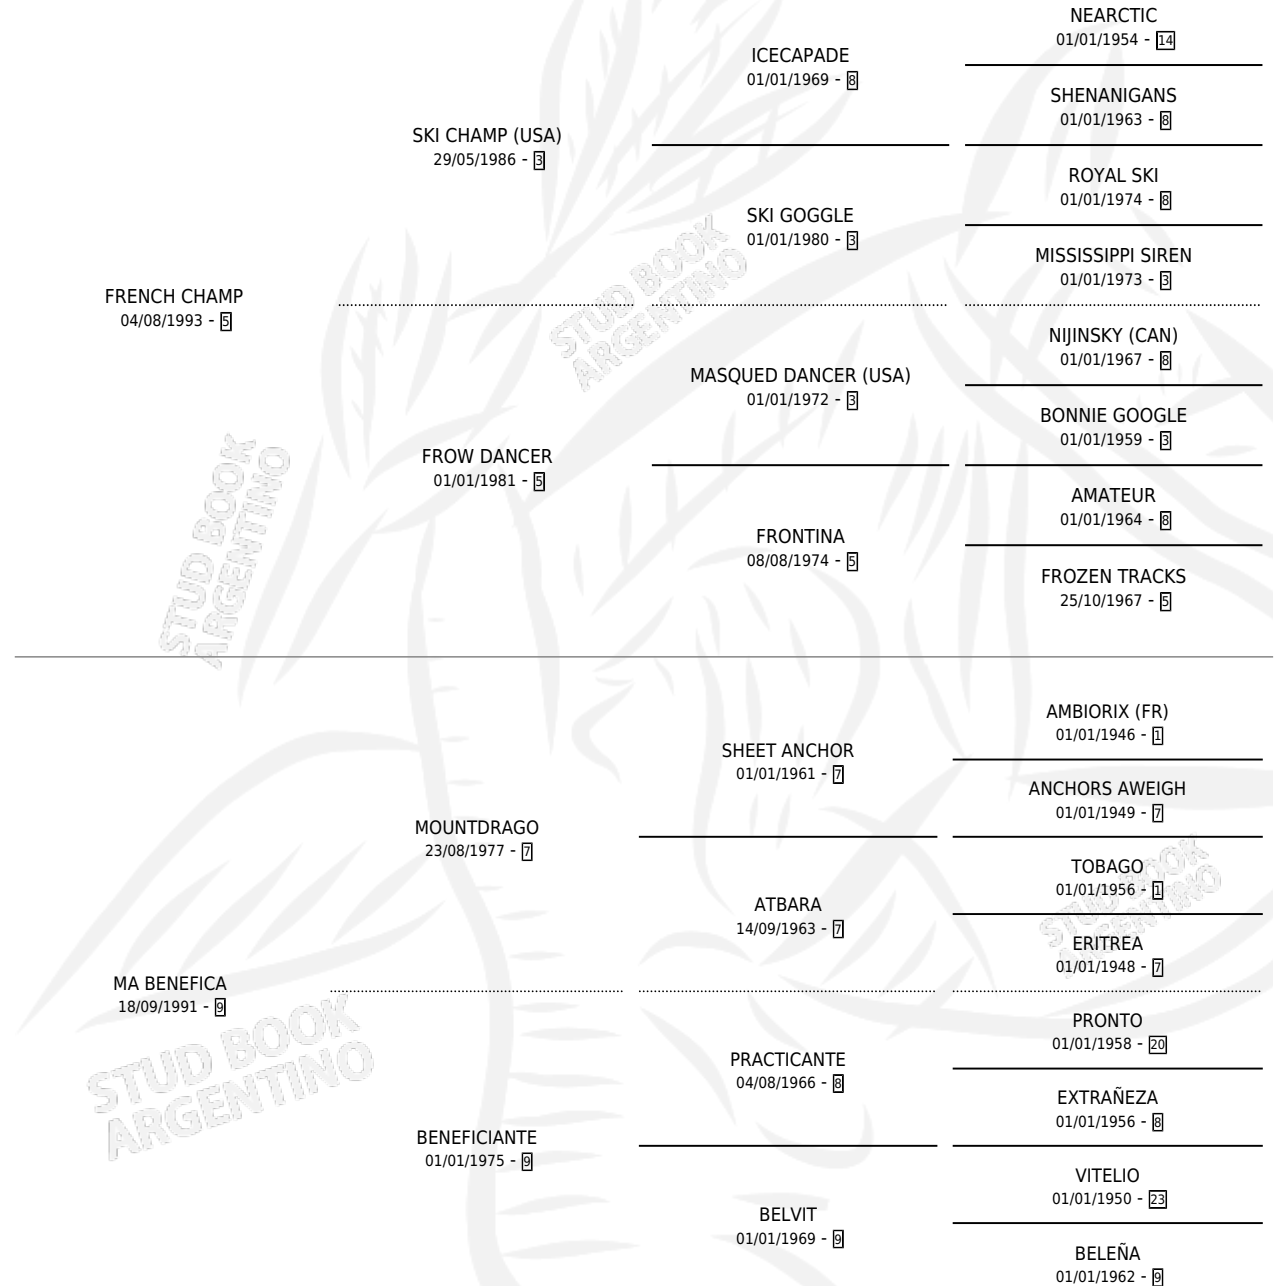 NEARCTIC
01/01/1954 - 14
ICECAPADE
01/01/1969 - 8
SHENANIGANS
01/01/1963 - 8
SKI CHAMP (USA)
29/05/1986 - 3
ROYAL SKI
01/01/1974 - 8
SKI GOGGLE
01/01/1980 - 3
MISSISSIPPI SIREN
01/01/1973 - 3
FRENCH CHAMP
04/08/1993 - 5
NIJINSKY (CAN)
01/01/1967 - 8
MASQUED DANCER (USA)
01/01/1972 - 3
BONNIE GOOGLE
01/01/1959 - 3
FROW DANCER
01/01/1981 - 5
AMATEUR
01/01/1964 - 8
FRONTINA
08/08/1974 - 5
FROZEN TRACKS
25/10/1967 - 5
AMBIORIX (FR)
01/01/1946 - 1
SHEET ANCHOR
01/01/1961 - 7
ANCHORS AWEIGH
01/01/1949 - 7
MOUNTDRAGO
23/08/1977 - 7
TOBAGO
01/01/1956 - 1
ATBARA
14/09/1963 - 7
ERITREA
01/01/1948 - 7
MA BENEFICA
18/09/1991 - 9
PRONTO
01/01/1958 - 20
PRACTICANTE
04/08/1966 - 8
EXTRAÑEZA
01/01/1956 - 8
BENEFICIANTE
01/01/1975 - 9
VITELIO
01/01/1950 - 23
BELVIT
01/01/1969 - 9
BELEÑA
01/01/1962 - 9
STUD BOOK
ARGENTINO
STUD BOOK
ARGENTINO
STUD BOOK
ARGENTINO
STUD BOOK
ARGENTINO